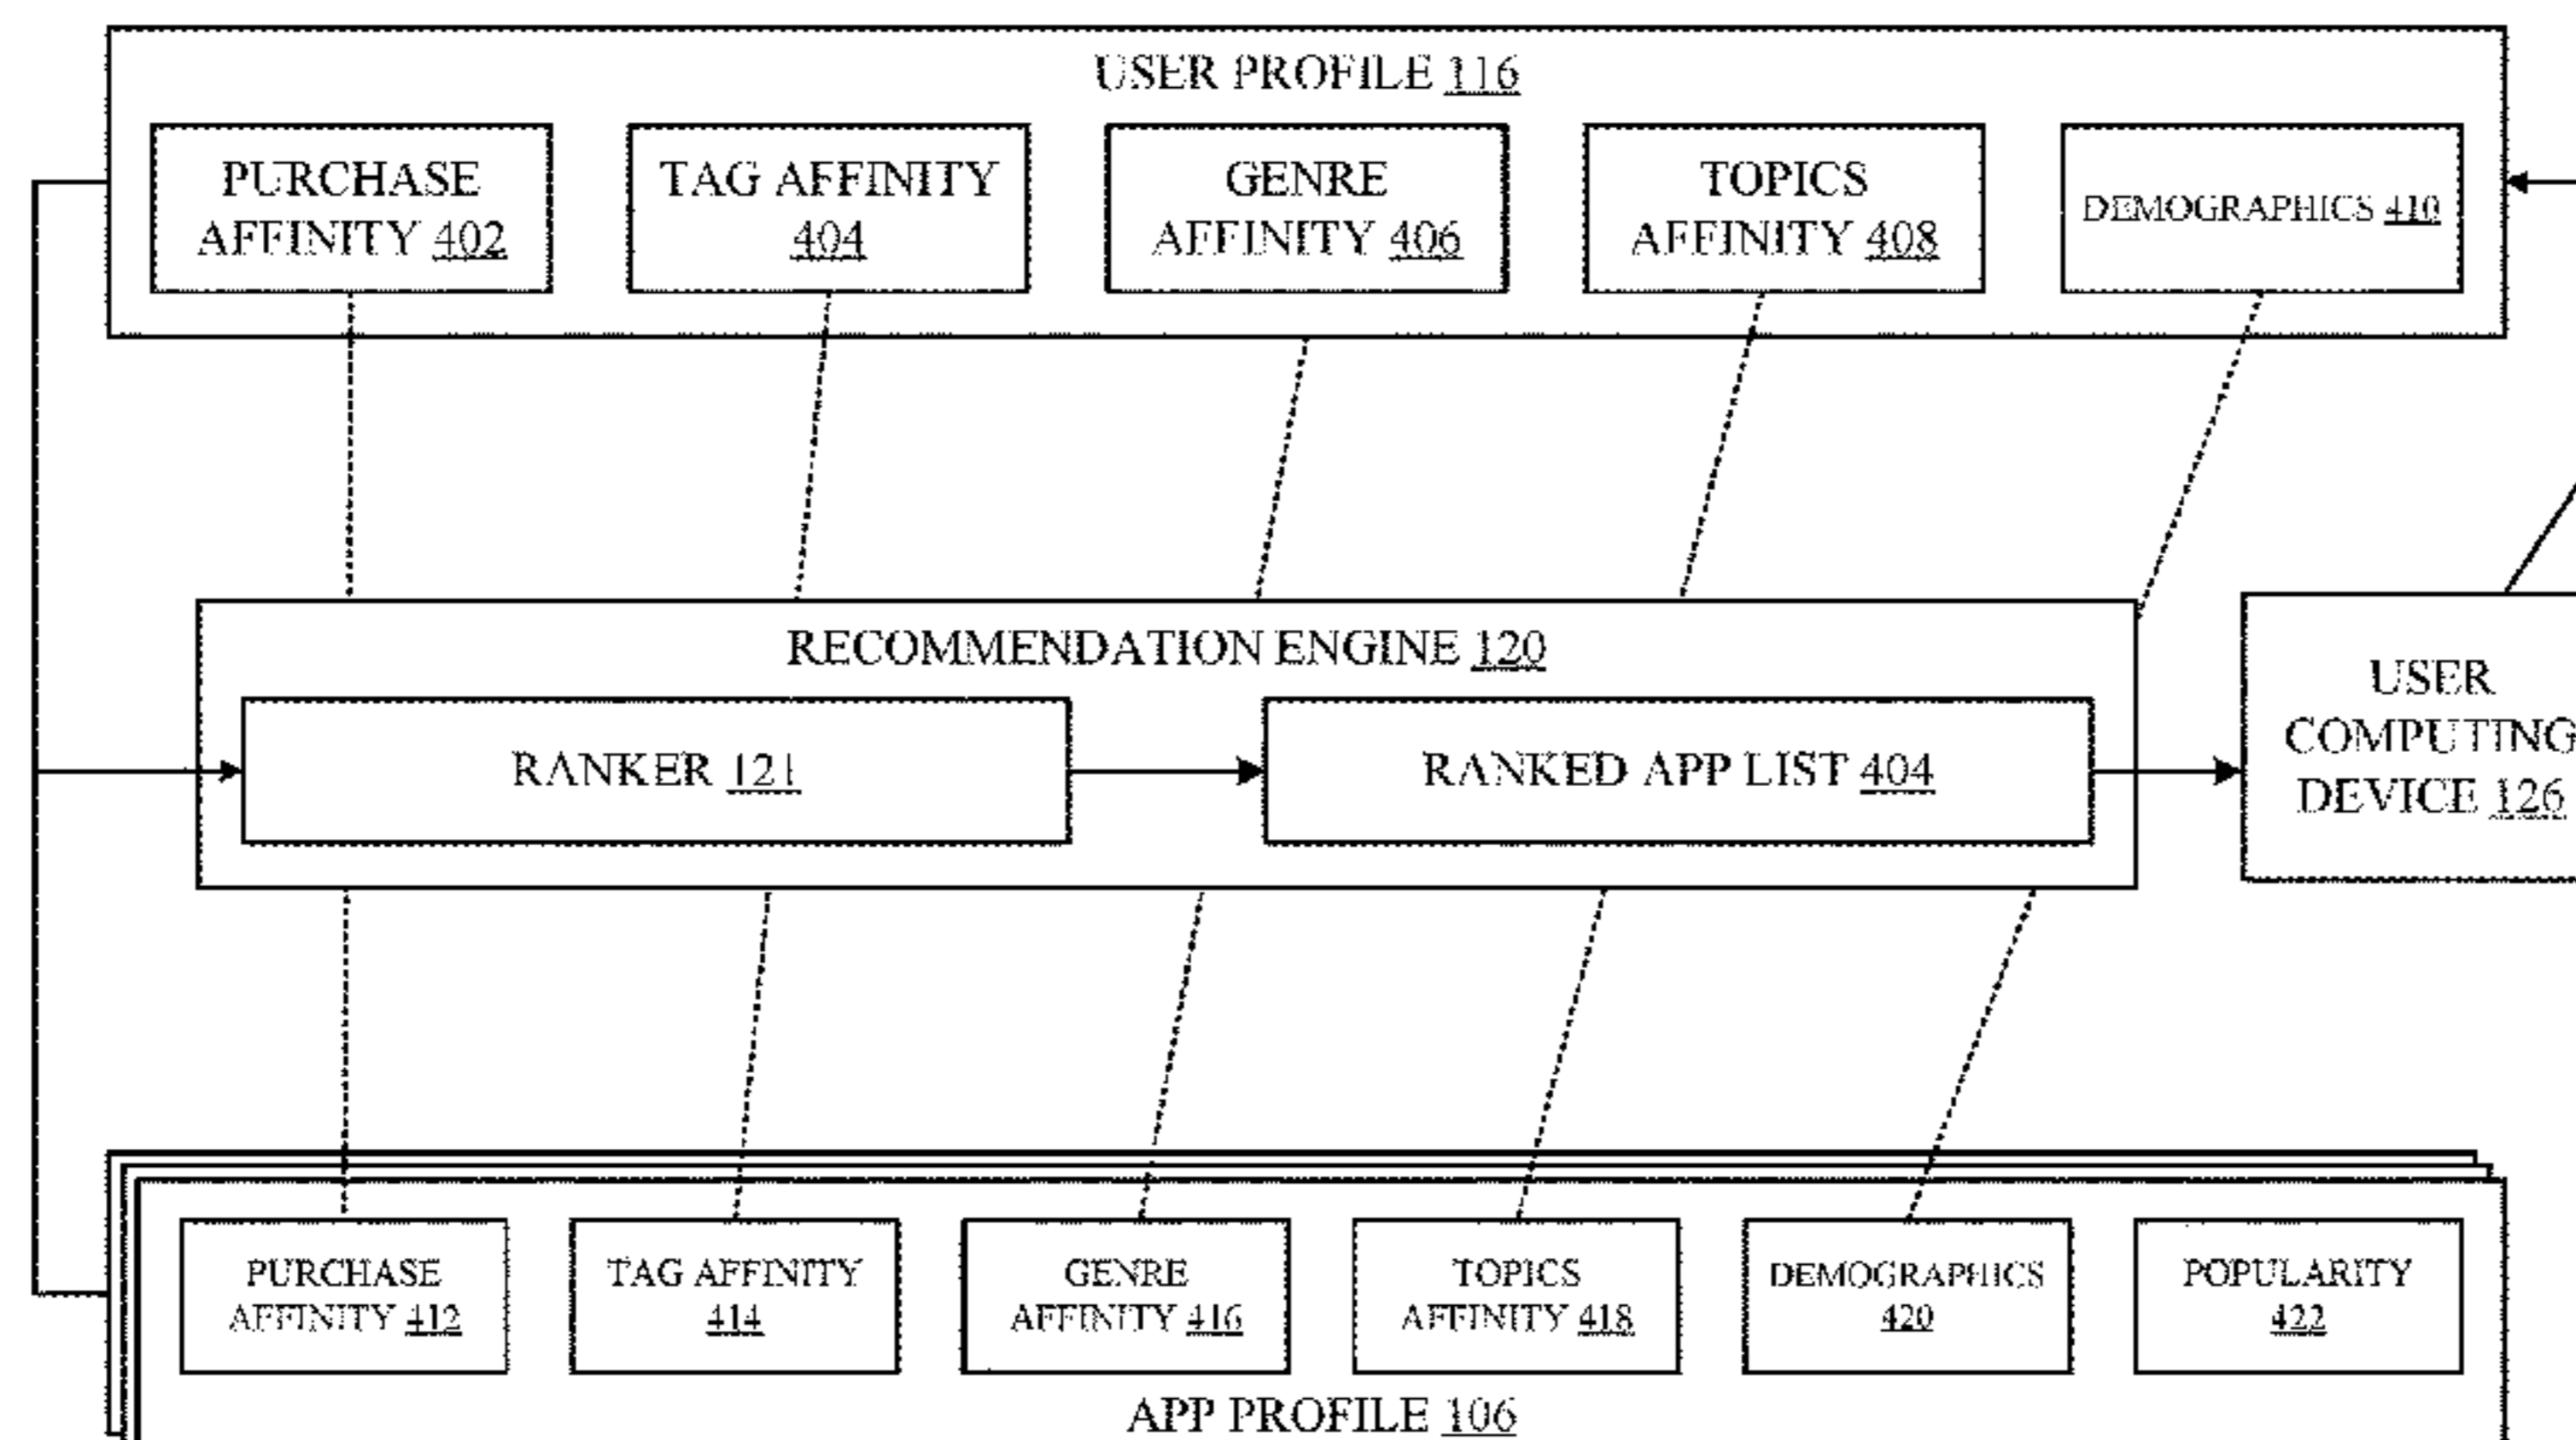 USER PROFILE 116
PURCHASE
AFFINITY 402
TAG AFFINITY
404
GENRE
AFFINITY 406
TOPICS
AFFINITY 408
DEMOGRAPHICS 410
RECOMMENDATION ENGINE 120
RANKER 121
RANKED APP LIST 404
USER
COMPUTING
DEVICE 126
PURCHASE
AFFINITY 412
TAG AFFINITY
414
GENRE
AFFINITY 416
TOPICS
AFFINITY 418
DEMOGRAPHICS
420
POPULARITY
422
APP PROFILE 106